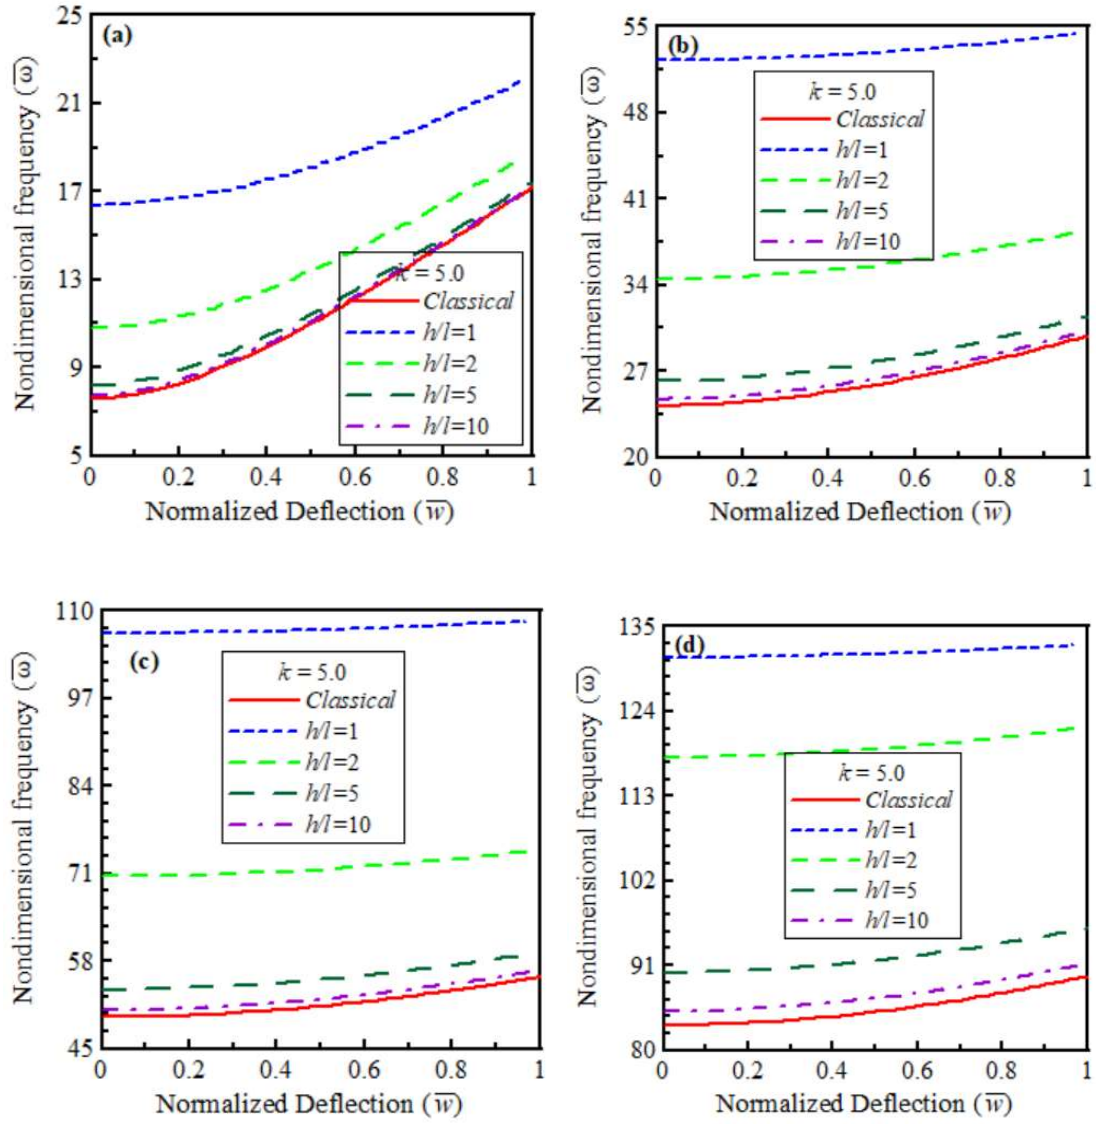 (a)
Nondimensional frequency (ω̅)
25
21
17
13
9
5
k = 5.0
Classical
h/l=1
h/l=2
h/l=5
h/l=10
0 0.2 0.4 0.6 0.8 1
Normalized Deflection (w̅)
(b)
Nondimensional frequency (ω̅)
55
48
41
34
27
20
k = 5.0
Classical
h/l=1
h/l=2
h/l=5
h/l=10
0 0.2 0.4 0.6 0.8 1
Normalized Deflection (w̅)
(c)
Nondimensional frequency (ω̅)
110
97
84
71
58
45
k = 5.0
Classical
h/l=1
h/l=2
h/l=5
h/l=10
0 0.2 0.4 0.6 0.8 1
Normalized Deflection (w̅)
(d)
Nondimensional frequency (ω̅)
135
124
113
102
91
80
k = 5.0
Classical
h/l=1
h/l=2
h/l=5
h/l=10
0 0.2 0.4 0.6 0.8 1
Normalized Deflection (w̅)